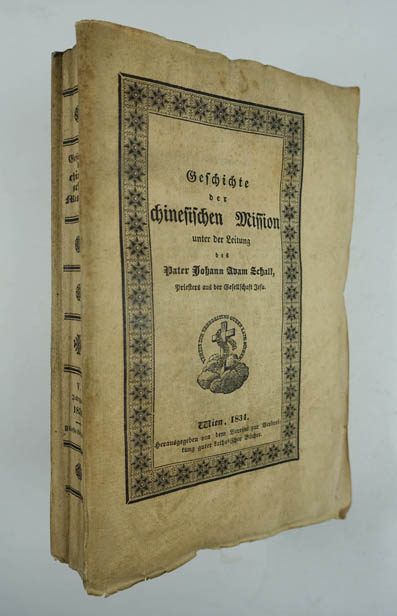 Geschichte
der
chinesischen Mission
unter der Leitung
des
Pater Johann Adam Schall,
Priesters aus der Gesellschaft Jesu.
Wien, 1834.
Herausgegeben von dem Vereine zur Verbrei-
tung guter katholischer Bücher.